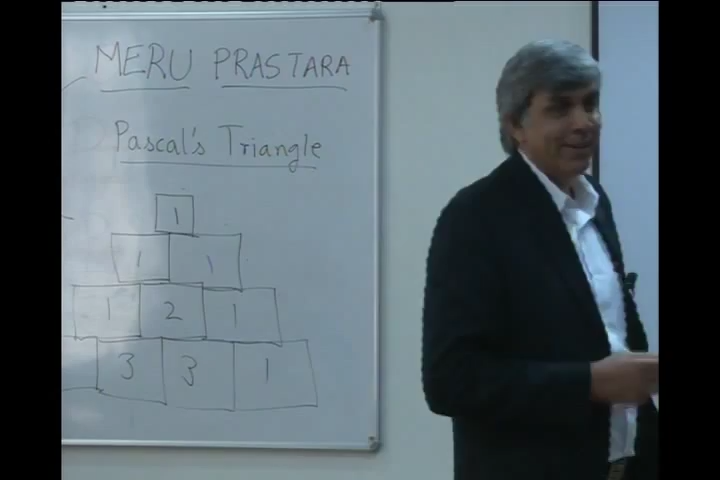 MERU PRASTARA
Pascal's Triangle
1
1 1
1 2 1
3 3 1